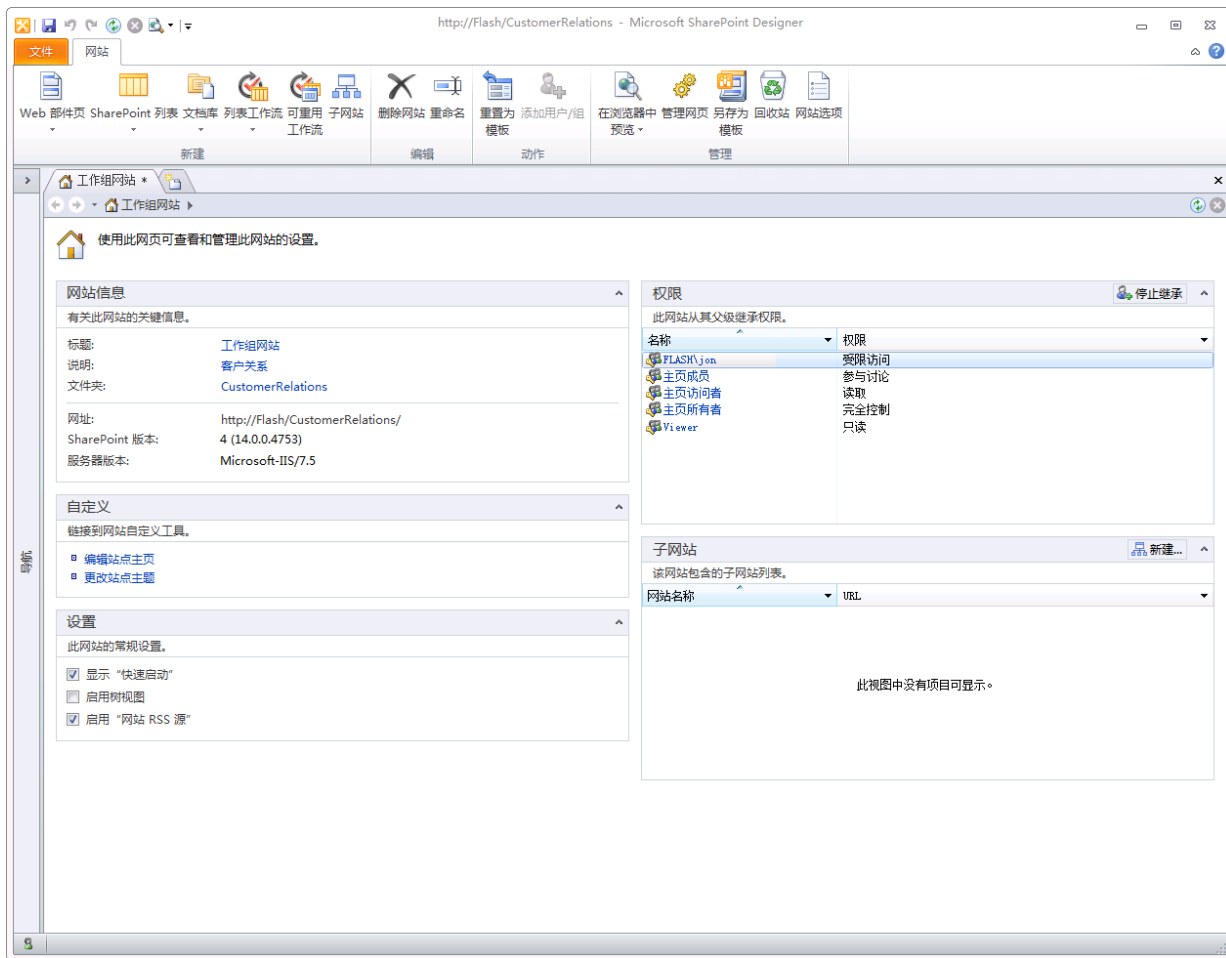 http://Flash/CustomerRelations - Microsoft SharePoint Designer
文件 网站
Web 部件页 SharePoint 列表 文档库 列表工作流 可重用工作流 子网站 删除网站 重命名 重置为模板 添加用户/组 在浏览器中预览 管理网页 另存为模板 回收站 网站选项
新建 编辑 动作 管理
工作组网站 *
工作组网站
导航
使用此网页可查看和管理此网站的设置。
网站信息
有关此网站的关键信息。
标题: 工作组网站
说明: 客户关系
文件夹: CustomerRelations
网址: http://Flash/CustomerRelations/
SharePoint 版本: 4 (14.0.0.4753)
服务器版本: Microsoft-IIS/7.5
自定义
链接到网站自定义工具。
编辑站点主页
更改站点主题
设置
此网站的常规设置。
显示“快速启动”
启用树视图
启用“网站 RSS 源”
权限 停止继承
此网站从其父级继承权限。
名称 权限
FLASH\jon 受限访问
主页成员 参与讨论
主页访问者 读取
主页所有者 完全控制
Viewer 只读
子网站 新建...
该网站包含的子网站列表。
网站名称 URL
此视图中没有项目可显示。